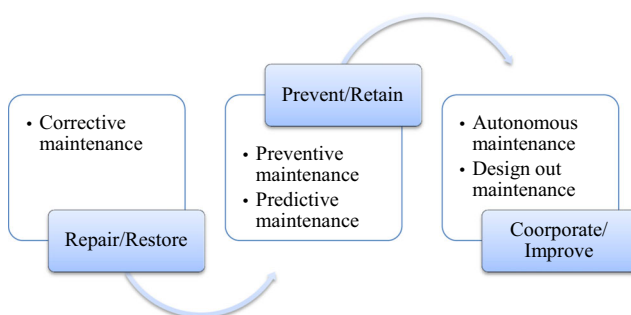 • Corrective
maintenance
Repair/Restore
Prevent/Retain
• Preventive
maintenance
• Predictive
maintenance
• Autonomous
maintenance
• Design out
maintenance
Coorporate/
Improve